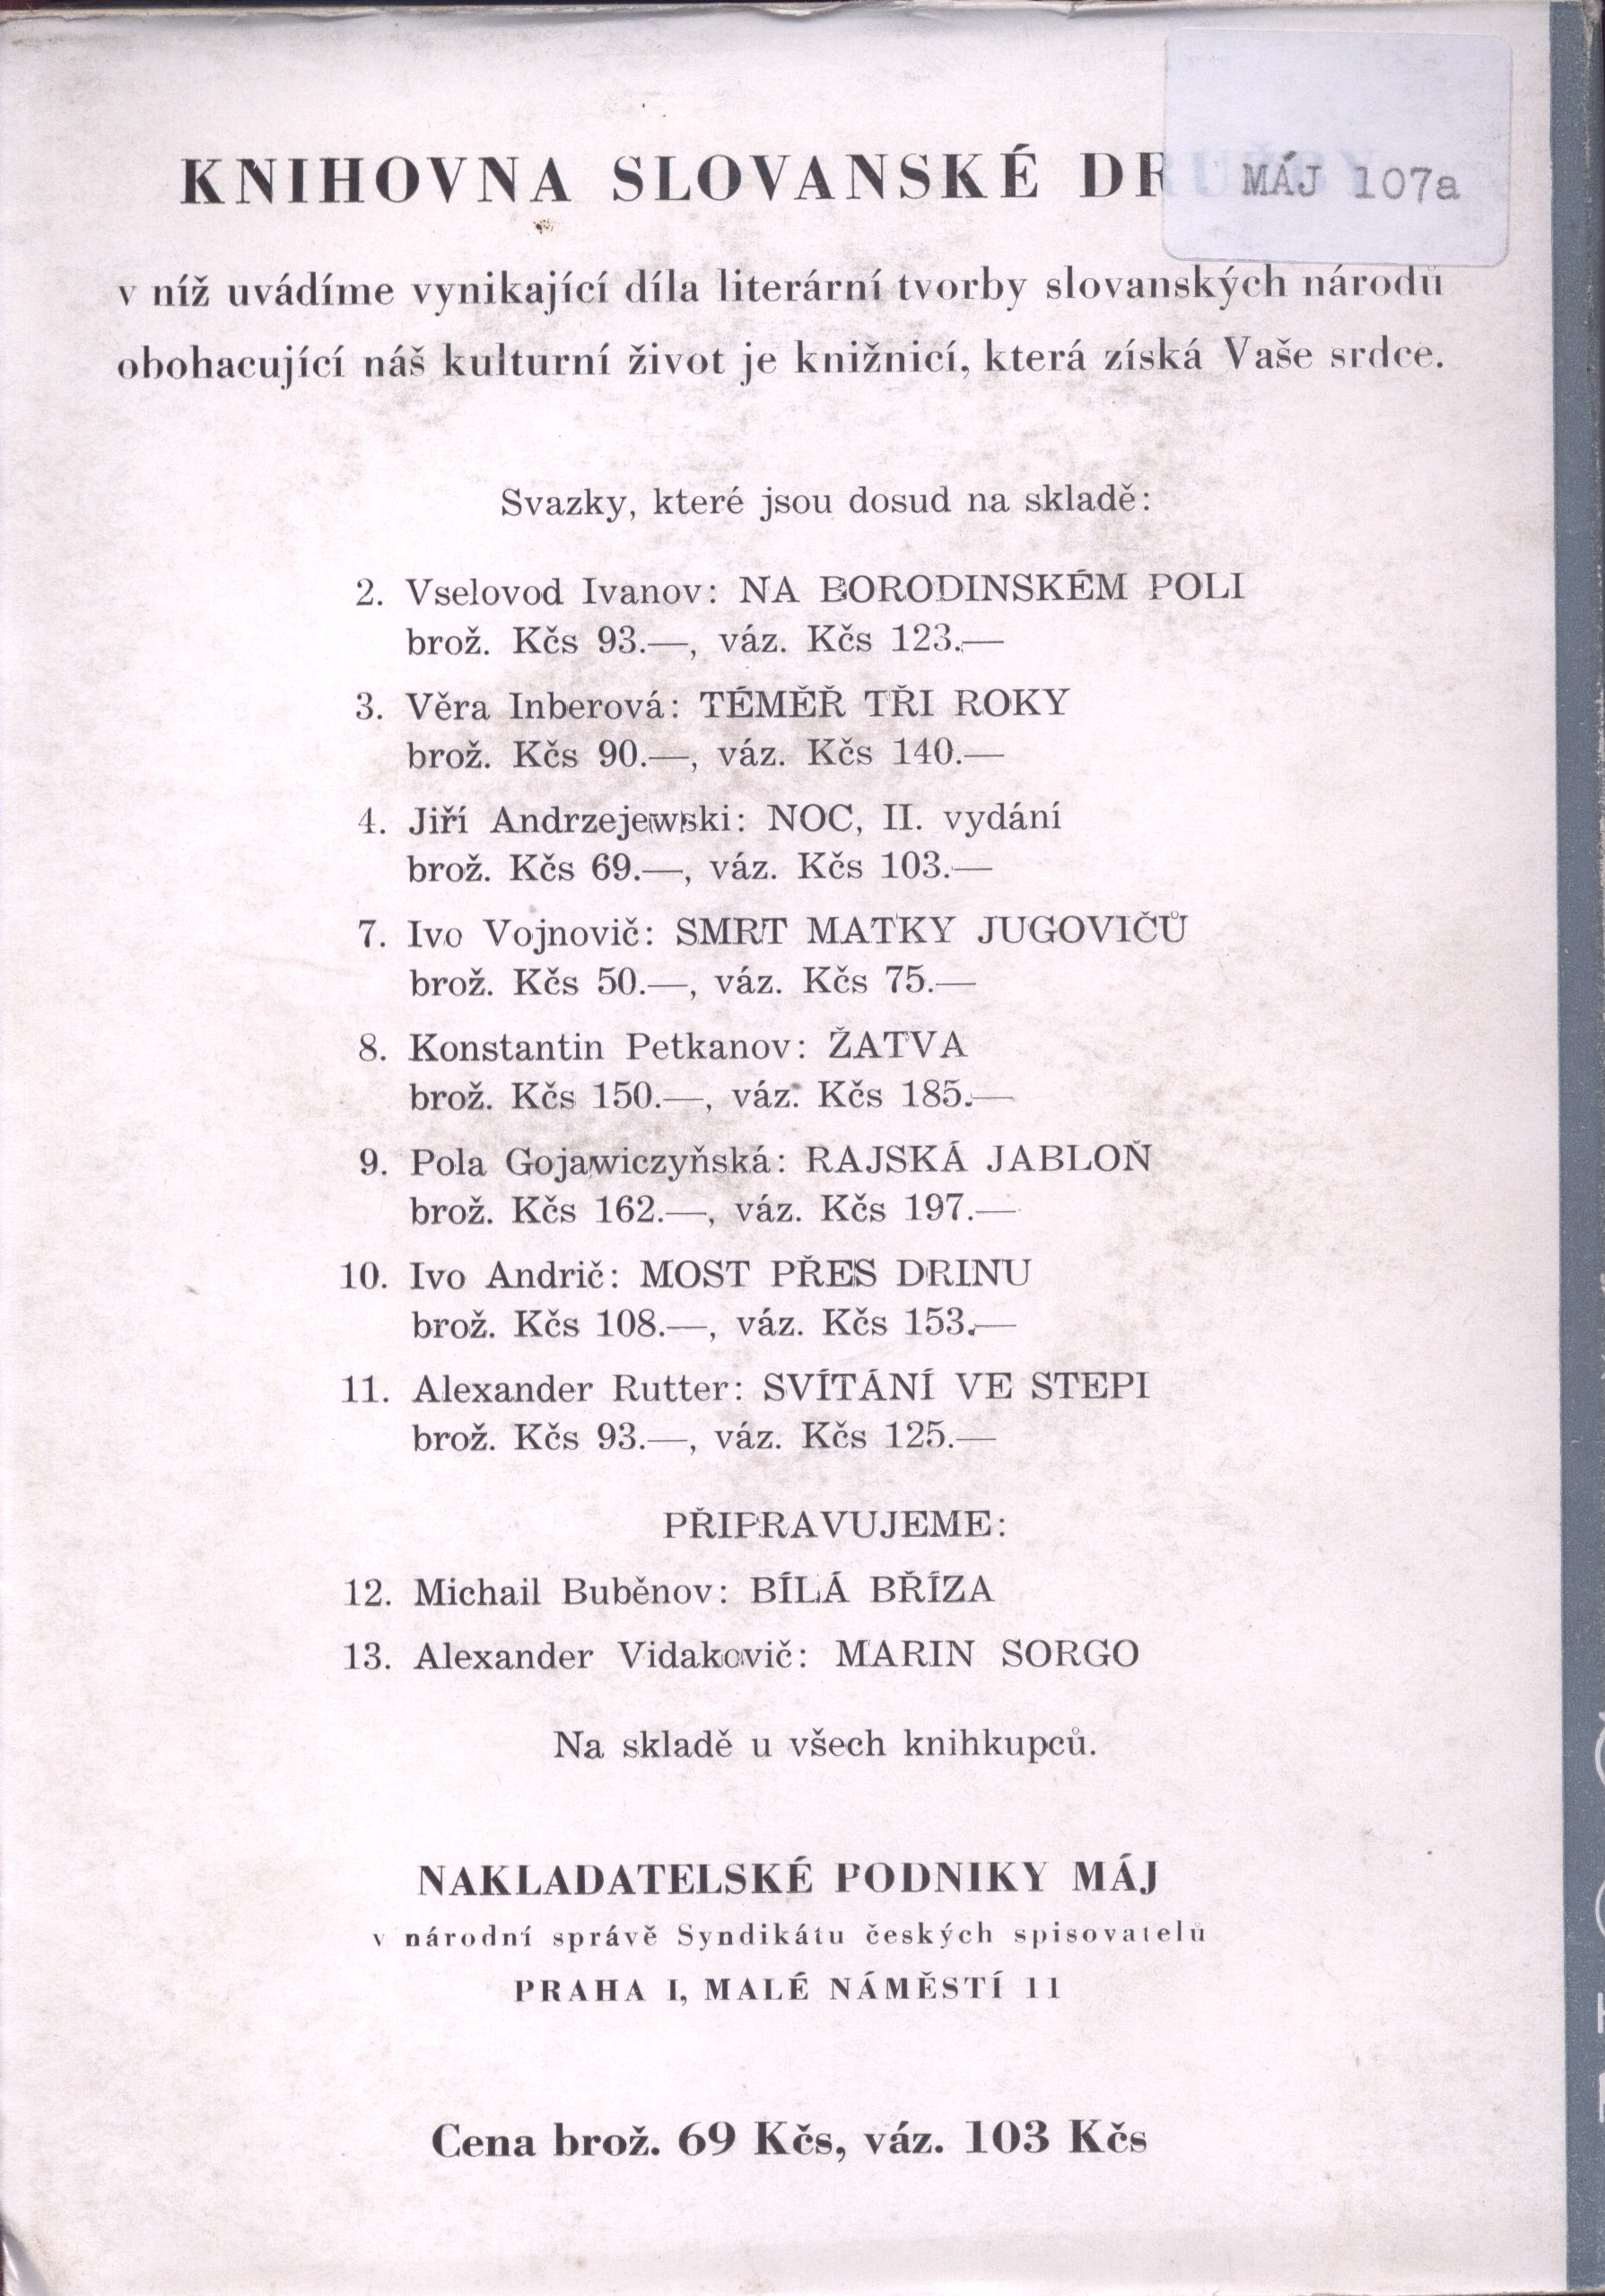 KNIHOVNA SLOVANSKÉ
MÁJ 107a
v níž uvádíme vynikající díla literární tvorby slovanských národů
obohacující náš kulturní život je knižnicí, která získá Vaše srdce.
Svazky, které jsou dosud na skladě:
2. Vselovod Ivanov: NA BORODINSKÉM POLI
brož. Kčs 93.—, váz. Kčs 123.—
3. Věra Inberová: TÉMĚŘ TŘI ROKY
brož. Kčs 90.—, váz. Kčs 140.—
4. Jiří Andrzejewski: NOC, II. vydání
brož. Kčs 69.—, váz. Kčs 103.—
7. Ivo Vojnovič: SMRT MATKY JUGOVIČŮ
brož. Kčs 50.—, váz. Kčs 75.—
8. Konstantin Petkanov: ŽATVA
brož. Kčs 150.—, váz. Kčs 185.—
9. Pola Gojawiczyňská: RAJSKÁ JABLOŇ
brož. Kčs 162.—, váz. Kčs 197.—
10. Ivo Andrič: MOST PŘES DRINU
brož. Kčs 108.—, váz. Kčs 153.—
11. Alexander Rutter: SVÍTÁNÍ VE STEPI
brož. Kčs 93.—, váz. Kčs 125.—
PŘIPRAVUJEME:
12. Michail Buběnov: BÍLÁ BŘÍZA
13. Alexander Vidakovič: MARIN SORGO
Na skladě u všech knihkupců.
NAKLADATELSKÉ PODNIKY MÁJ
v národní správě Syndikátu českých spisovatelů
PRAHA I, MALÉ NÁMĚSTÍ 11
Cena brož. 69 Kčs, váz. 103 Kčs